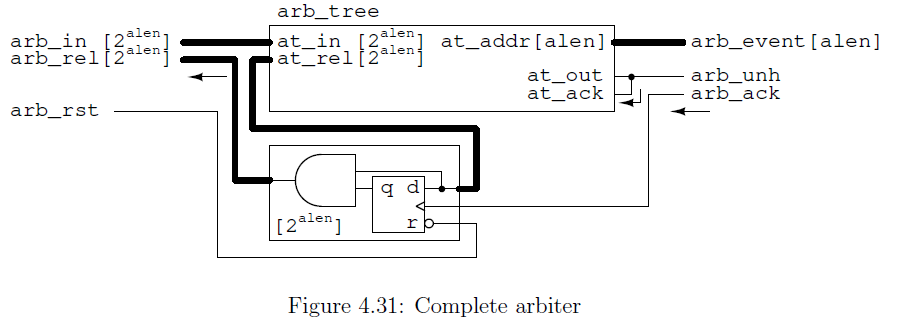 arb_tree
arb_in [2^alen] at_in [2^alen] at_addr[alen] arb_event[alen]
arb_rel[2^alen] at_rel[2^alen]
at_out arb_unh
at_ack arb_ack
arb_rst
q d
[2^alen] r
Figure 4.31: Complete arbiter